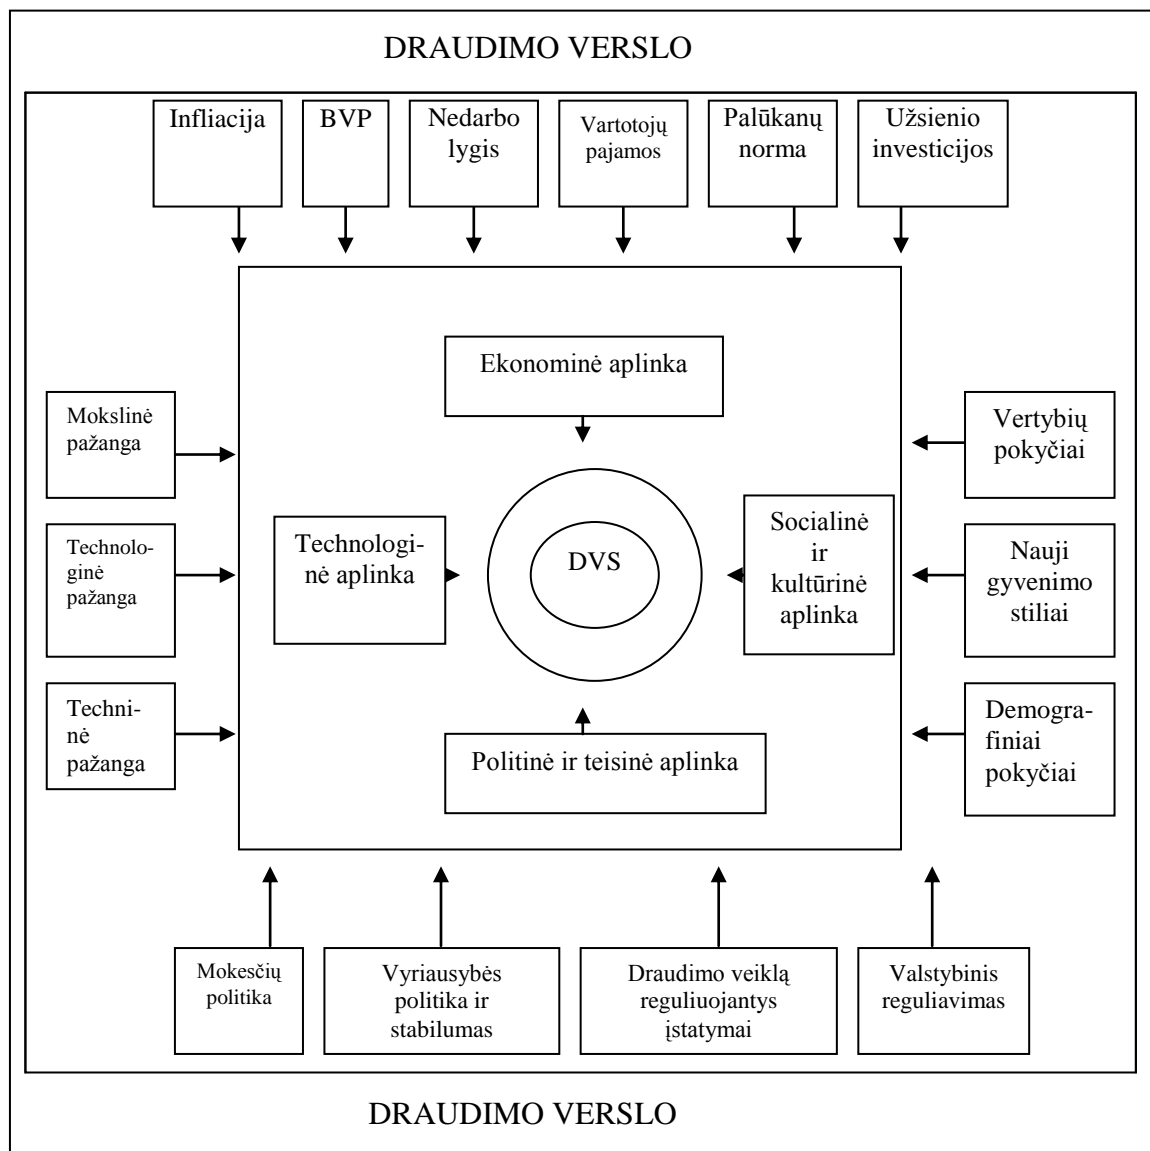 DRAUDIMO VERSLO
Infliacija
BVP
Nedarbo
lygis
Vartotojų
pajamos
Palūkanų
norma
Užsienio
investicijos
Ekonominė aplinka
Mokslinė
pažanga
Technolo-
ginė
pažanga
Techni-
nė
pažanga
Technologi-
nė aplinka
DVS
Socialinė
ir
kultūrinė
aplinka
Vertybių
pokyčiai
Nauji
gyvenimo
stiliai
Demogra-
finiai
pokyčiai
Politinė ir teisinė aplinka
Mokesčių
politika
Vyriausybės
politika ir
stabilumas
Draudimo veiklą
reguliuojantys
įstatymai
Valstybinis
reguliavimas
DRAUDIMO VERSLO